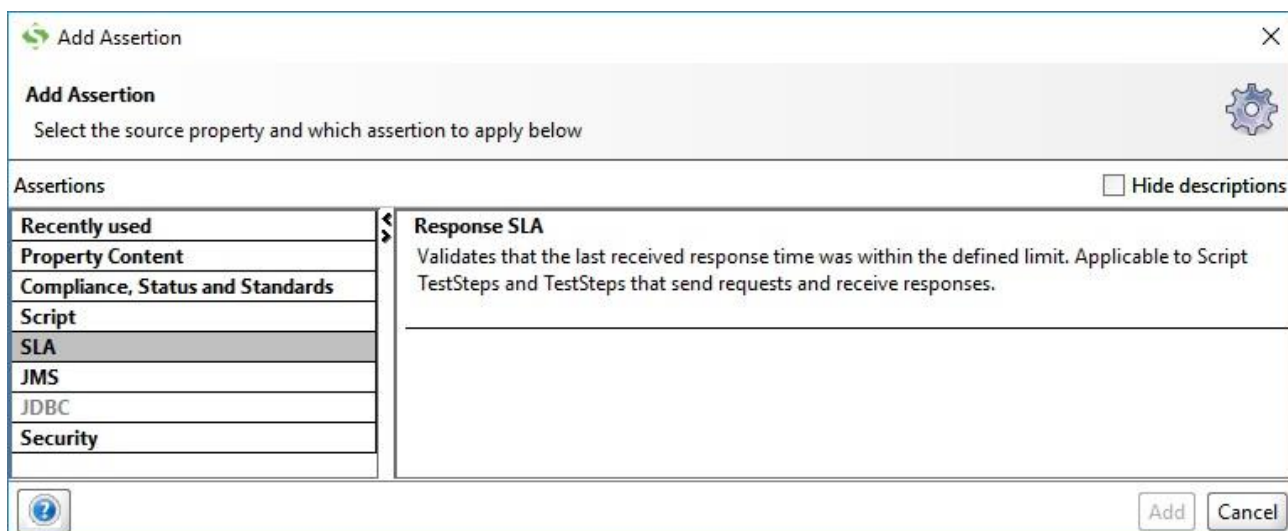 Add Assertion
Add Assertion
Select the source property and which assertion to apply below
Assertions
Hide descriptions
Recently used
Property Content
Compliance, Status and Standards
Script
SLA
JMS
JDBC
Security
Response SLA
Validates that the last received response time was within the defined limit. Applicable to Script
TestSteps and TestSteps that send requests and receive responses.
Add
Cancel